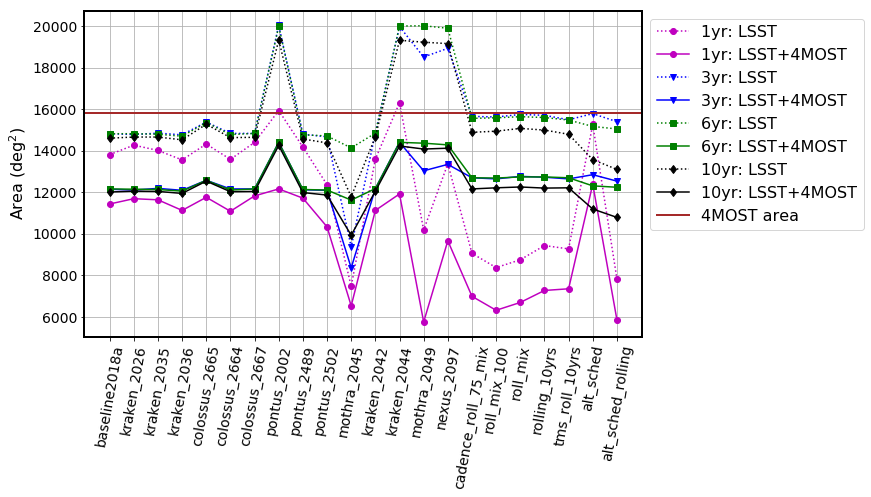 20000
18000
16000
14000
12000
10000
8000
6000
Area (deg²)
baseline2018a
kraken_2026
kraken_2035
kraken_2036
colossus_2665
colossus_2664
colossus_2667
pontus_2002
pontus_2489
pontus_2502
mothra_2045
kraken_2042
kraken_2044
mothra_2049
nexus_2097
cadence_roll_75_mix
roll_mix_100
roll_mix
rolling_10yrs
tms_roll_10yrs
alt_sched
alt_sched_rolling
1yr: LSST
1yr: LSST+4MOST
3yr: LSST
3yr: LSST+4MOST
6yr: LSST
6yr: LSST+4MOST
10yr: LSST
10yr: LSST+4MOST
4MOST area